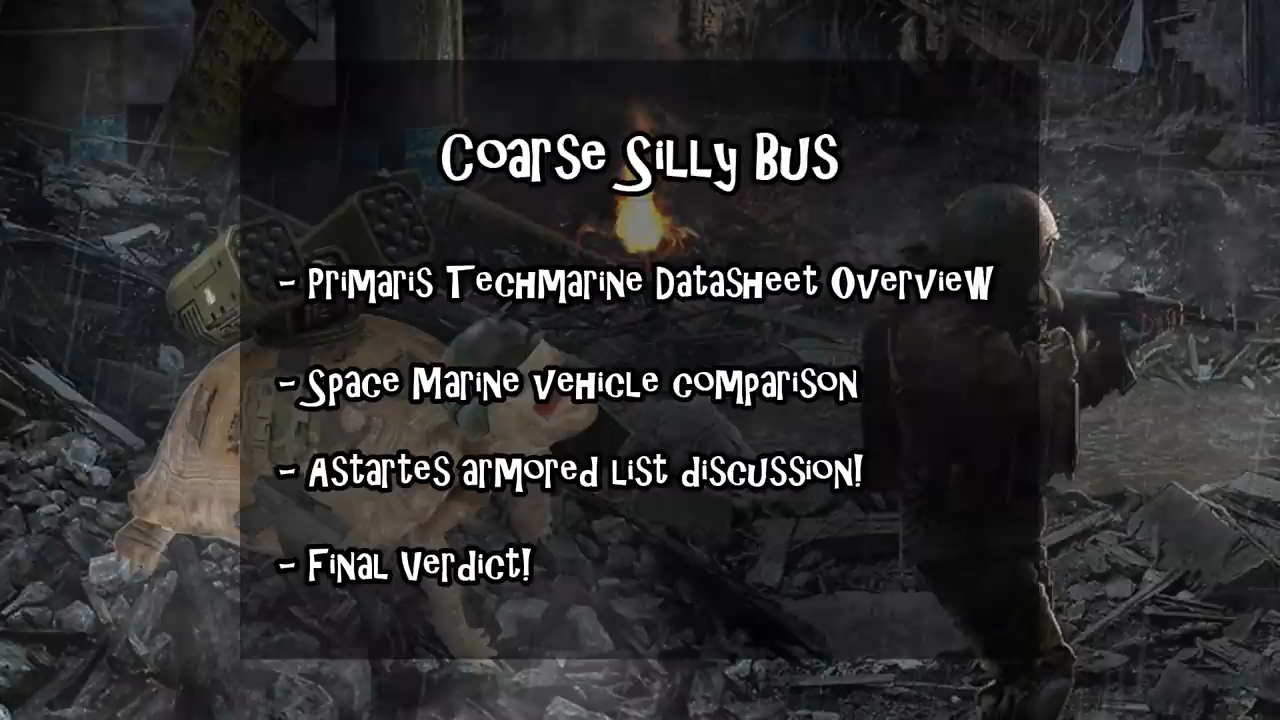 Coarse Silly Bus
- Primaris Techmarine Datasheet Overview
- Space Marine Vehicle comparison
- Astartes armored list discussion!
- Final Verdict!